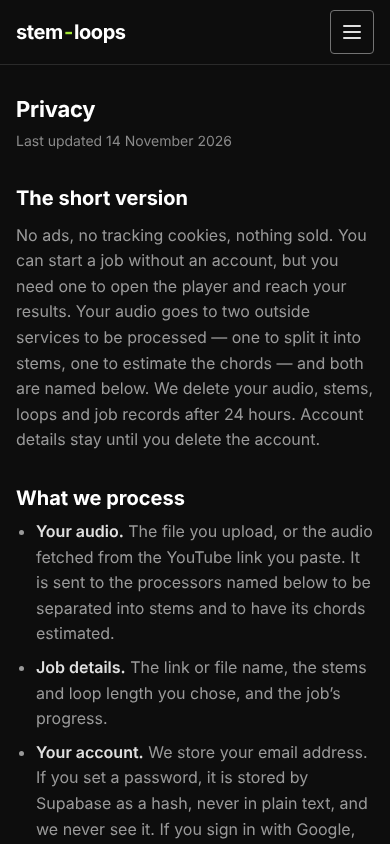 stem-loops
Privacy
Last updated 14 November 2026
The short version
No ads, no tracking cookies, nothing sold. You
can start a job without an account, but you
need one to open the player and reach your
results. Your audio goes to two outside
services to be processed — one to split it into
stems, one to estimate the chords — and both
are named below. We delete your audio, stems,
loops and job records after 24 hours. Account
details stay until you delete the account.
What we process
• Your audio. The file you upload, or the audio
fetched from the YouTube link you paste. It
is sent to the processors named below to be
separated into stems and to have its chords
estimated.
• Job details. The link or file name, the stems
and loop length you chose, and the job’s
progress.
• Your account. We store your email address.
If you set a password, it is stored by
Supabase as a hash, never in plain text, and
we never see it. If you sign in with Google,